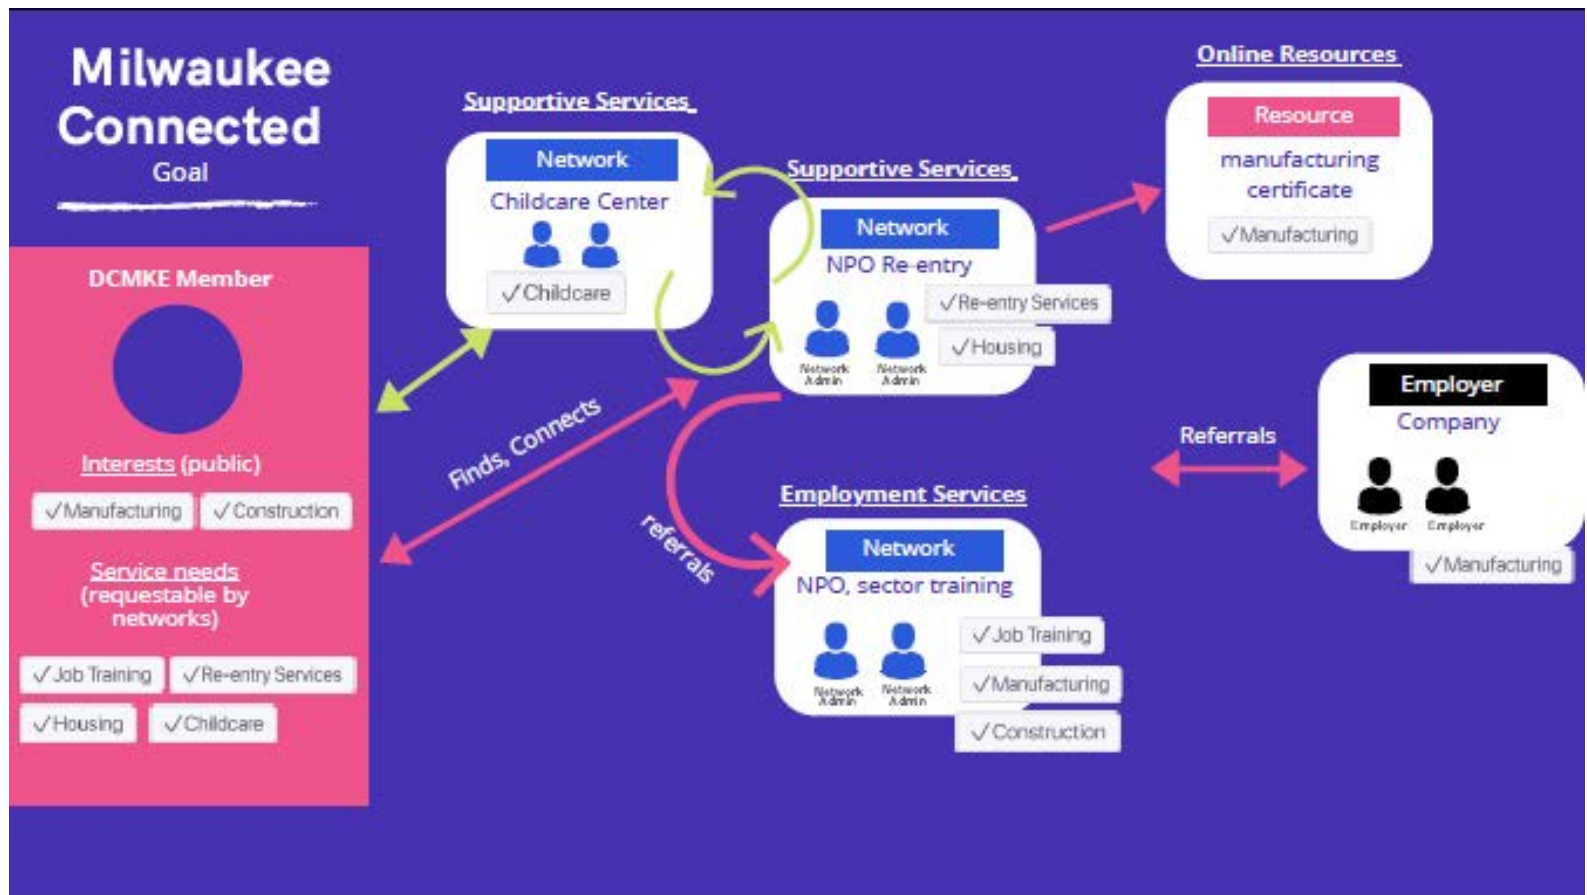 Milwaukee
Connected
Goal
DCMKE Member
Interests (public)
✓Manufacturing
✓Construction
Service needs
(requestable by
networks)
✓Job Training
✓Re-entry Services
✓Housing
✓Childcare
Supportive Services
Network
Childcare Center
✓Childcare
Finds, Connects
Supportive Services
Network
NPO Re-entry
✓Re-entry Services
✓Housing
Network
Admin
Network
Admin
referrals
Employment Services
Network
NPO, sector training
✓Job Training
✓Manufacturing
✓Construction
Network
Admin
Network
Admin
Online Resources
Resource
manufacturing
certificate
✓Manufacturing
Referrals
Employer
Company
Employer
Employer
✓Manufacturing